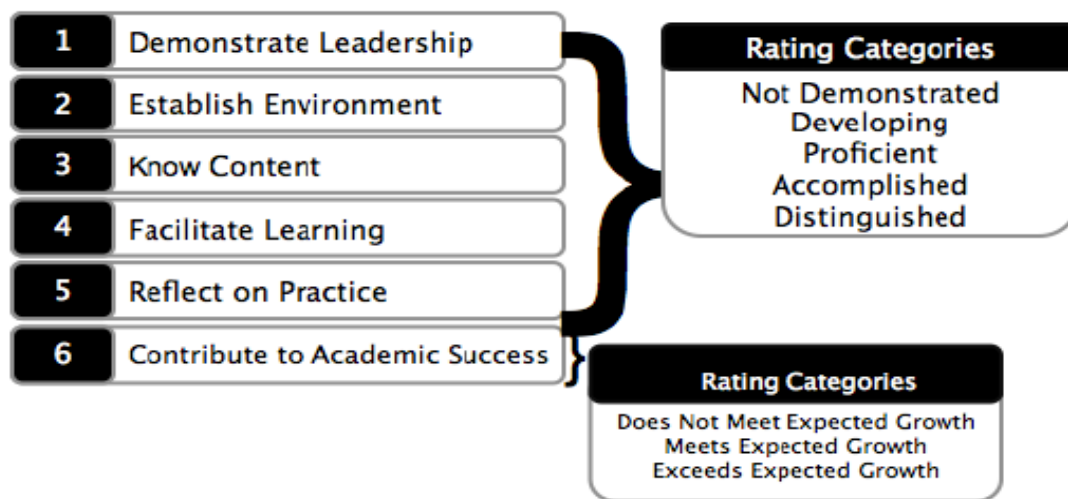 1 Demonstrate Leadership
2 Establish Environment
3 Know Content
4 Facilitate Learning
5 Reflect on Practice
6 Contribute to Academic Success
Rating Categories
Not Demonstrated
Developing
Proficient
Accomplished
Distinguished
Rating Categories
Does Not Meet Expected Growth
Meets Expected Growth
Exceeds Expected Growth